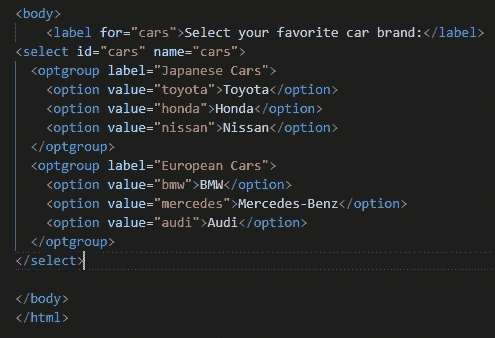 <body>
<label for="cars">Select your favorite car brand:</label>
<select id="cars" name="cars">
<optgroup label="Japanese Cars">
<option value="toyota">Toyota</option>
<option value="honda">Honda</option>
<option value="nissan">Nissan</option>
</optgroup>
<optgroup label="European Cars">
<option value="bmw">BMW</option>
<option value="mercedes">Mercedes-Benz</option>
<option value="audi">Audi</option>
</optgroup>
</select>
</body>
</html>